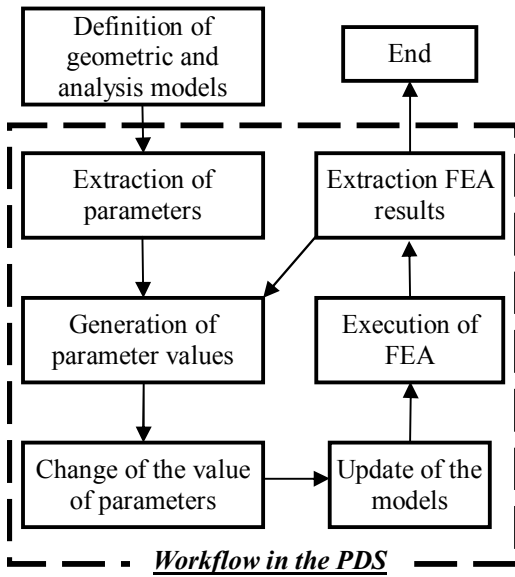 Definition of
geometric and
analysis models
End
Extraction of
parameters
Extraction FEA
results
Generation of
parameter values
Execution of
FEA
Change of the value
of parameters
Update of the
models
Workflow in the PDS